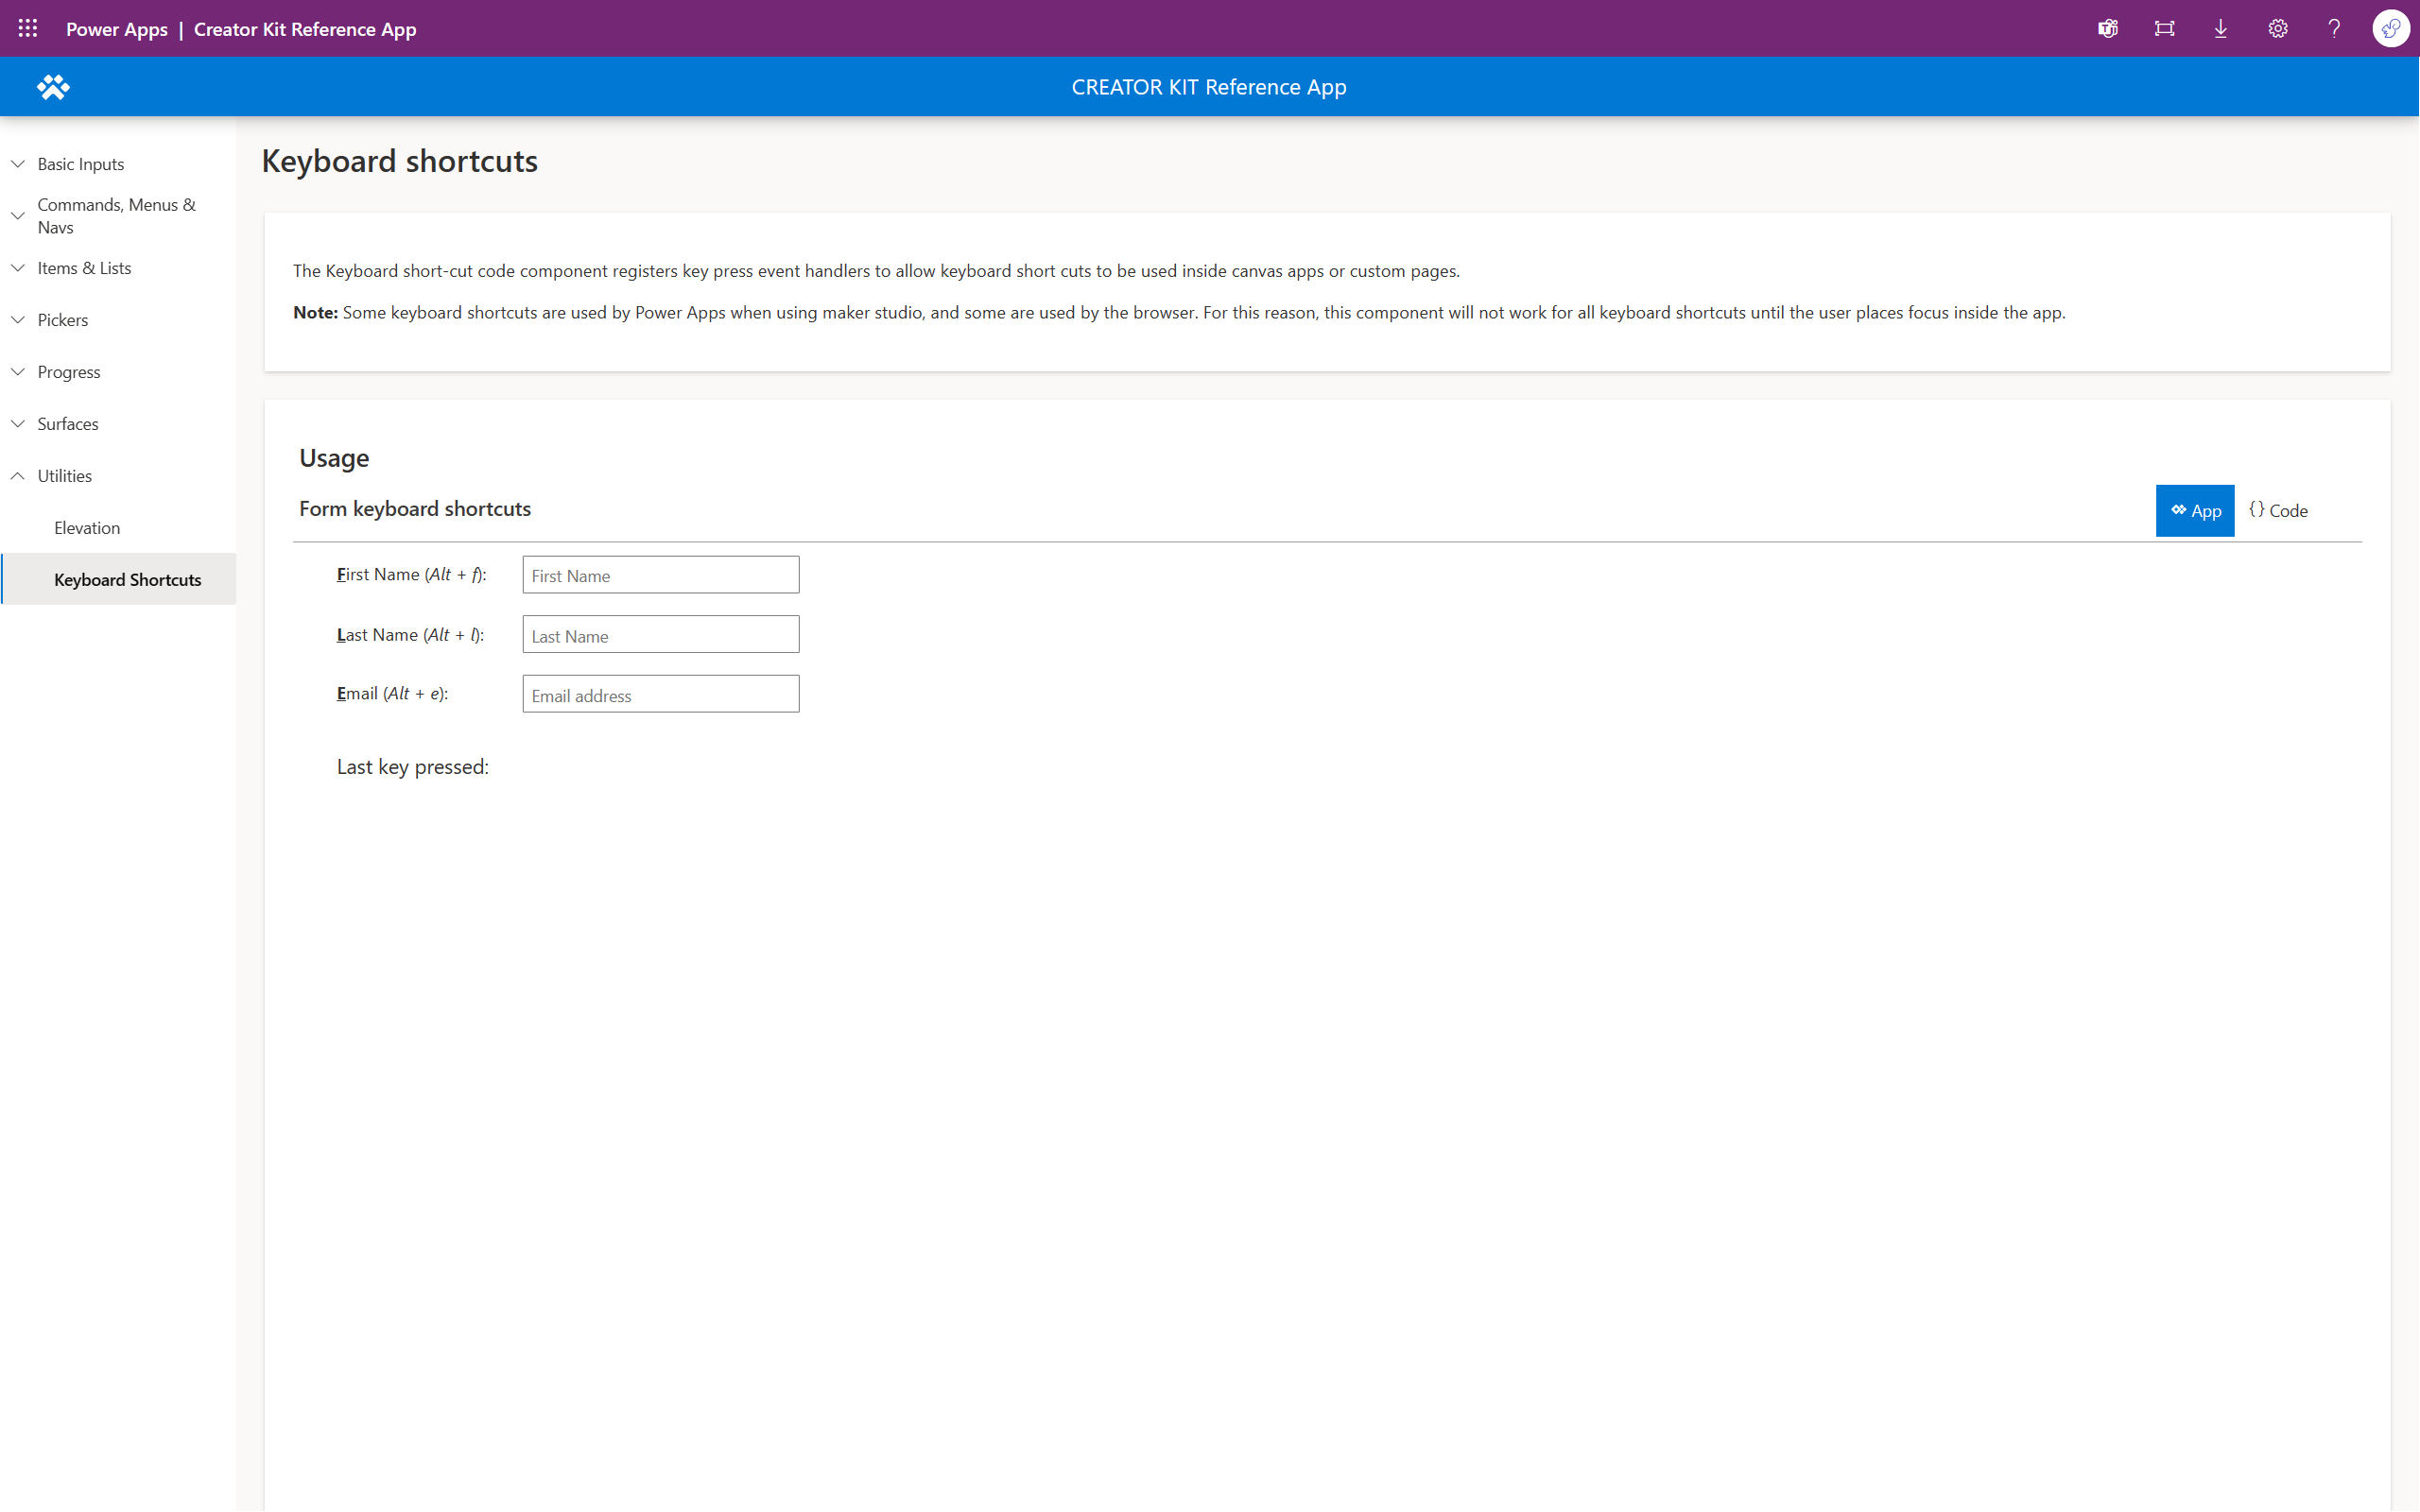 Power Apps | Creator Kit Reference App
CREATOR KIT Reference App
Basic Inputs
Commands, Menus &
Navs
Items & Lists
Pickers
Progress
Surfaces
Utilities
Elevation
Keyboard Shortcuts
Keyboard shortcuts
The Keyboard short-cut code component registers key press event handlers to allow keyboard short cuts to be used inside canvas apps or custom pages.
Note: Some keyboard shortcuts are used by Power Apps when using maker studio, and some are used by the browser. For this reason, this component will not work for all keyboard shortcuts until the user places focus inside the app.
Usage
Form keyboard shortcuts
App {} Code
First Name (Alt + f): First Name
Last Name (Alt + l): Last Name
Email (Alt + e): Email address
Last key pressed: